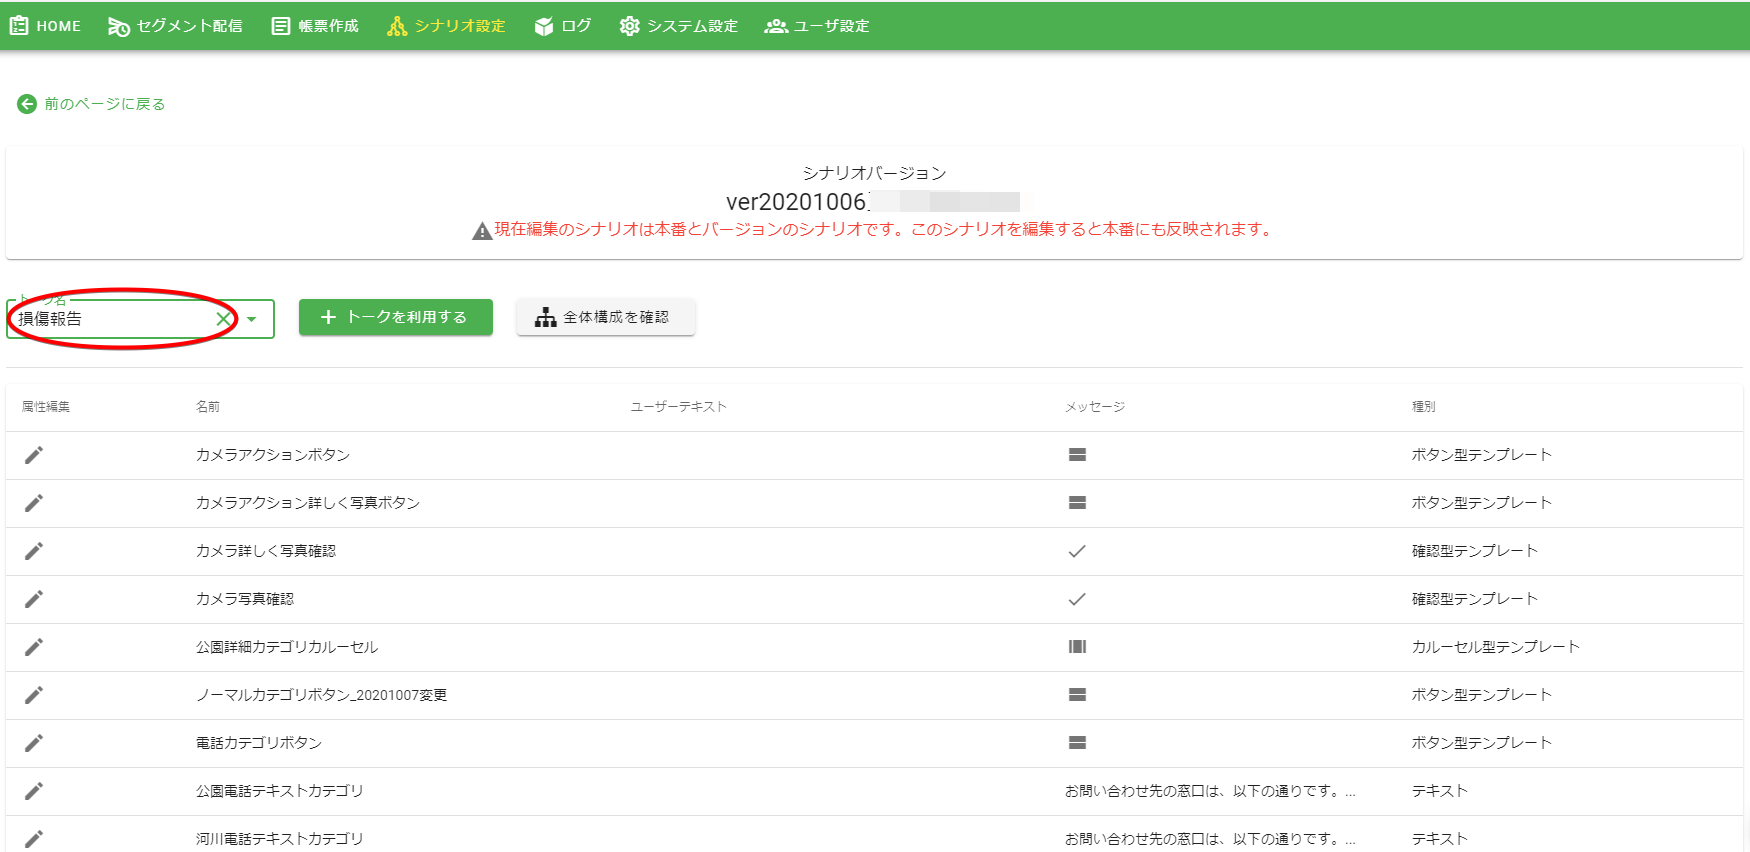 HOME セグメント配信 帳票作成 シナリオ設定 ログ システム設定 ユーザ設定
前のページに戻る
シナリオバージョン
ver20201006_
現在編集のシナリオは本番とバージョンのシナリオです。このシナリオを編集すると本番にも反映されます。
トーク名
損傷報告
トークを利用する 全体構成を確認
属性編集 名前 ユーザーテキスト メッセージ 種別
カメラアクションボタン ボタン型テンプレート
カメラアクション詳しく写真ボタン ボタン型テンプレート
カメラ詳しく写真確認 確認型テンプレート
カメラ写真確認 確認型テンプレート
公園詳細カテゴリカルーセル カルーセル型テンプレート
ノーマルカテゴリボタン_20201007変更 ボタン型テンプレート
電話カテゴリボタン ボタン型テンプレート
公園電話テキストカテゴリ お問い合わせ先の窓口は、以下の通りです。... テキスト
河川電話テキストカテゴリ お問い合わせ先の窓口は、以下の通りです。... テキスト